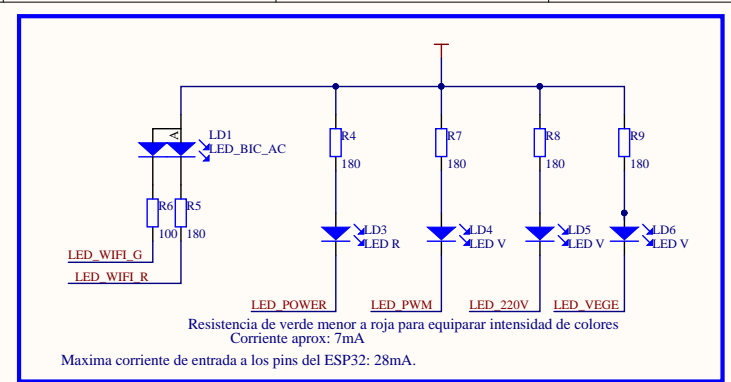 LD1
A
LED_BIC_AC
R4
180
R7
180
R8
180
R9
180
R6
100
R5
180
LD3
LED R
LD4
LED V
LD5
LED V
LD6
LED V
LED_WIFI_G
LED_WIFI_R
LED_POWER
LED_PWM
LED_220V
LED_VEGE
Resistencia de verde menor a roja para equiparar intensidad de colores
Corriente aprox: 7mA
Maxima corriente de entrada a los pins del ESP32: 28mA.